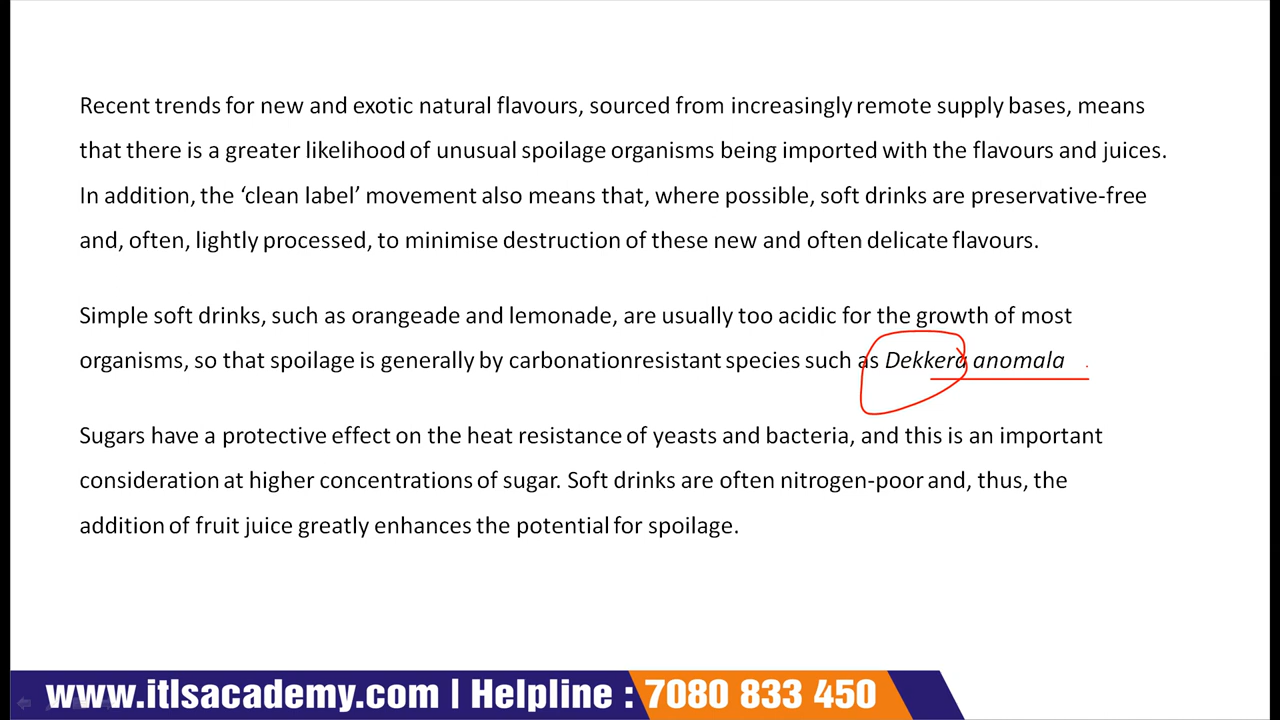 Recent trends for new and exotic natural flavours, sourced from increasingly remote supply bases, means
that there is a greater likelihood of unusual spoilage organisms being imported with the flavours and juices.
In addition, the ‘clean label’ movement also means that, where possible, soft drinks are preservative-free
and, often, lightly processed, to minimise destruction of these new and often delicate flavours.
Simple soft drinks, such as orangeade and lemonade, are usually too acidic for the growth of most
organisms, so that spoilage is generally by carbonationresistant species such as Dekkera anomala .
Sugars have a protective effect on the heat resistance of yeasts and bacteria, and this is an important
consideration at higher concentrations of sugar. Soft drinks are often nitrogen-poor and, thus, the
addition of fruit juice greatly enhances the potential for spoilage.
www.itlsacademy.com | Helpline : 7080 833 450